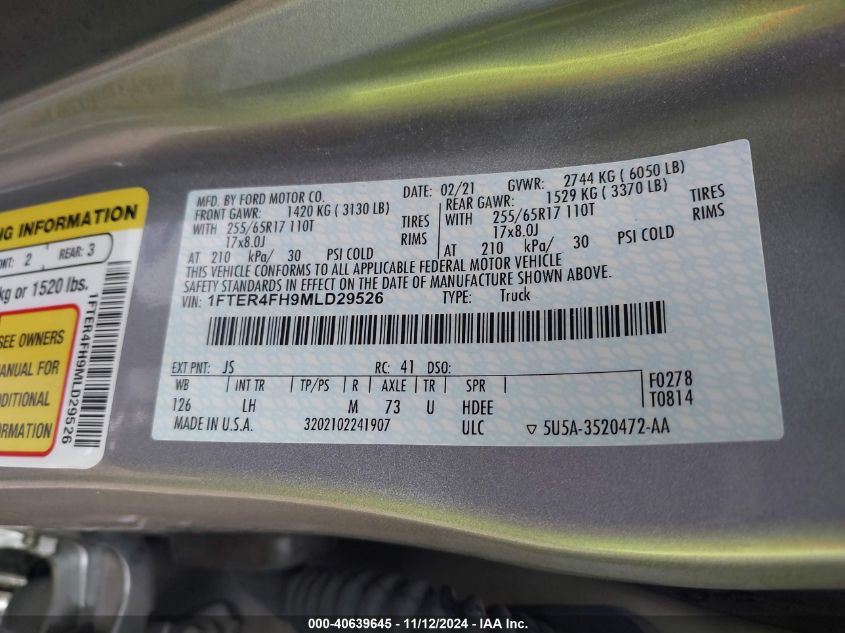 NG INFORMATION
NT: 2 REAR: 3
kg or 1520 lbs.
SEE OWNERS
MANUAL FOR
DDITIONAL
ORMATION
1FTER4FH9MLD29526
MFD. BY FORD MOTOR CO.
DATE: 02/21 GVWR: 2744 KG ( 6050 LB)
FRONT GAWR: 1420 KG ( 3130 LB) REAR GAWR: 1529 KG ( 3370 LB)
WITH 255/65R17 110T TIRES WITH 255/65R17 110T TIRES
17x8.0J RIMS 17x8.0J RIMS
AT 210 kPa/ 30 PSI COLD AT 210 kPa/ 30 PSI COLD
THIS VEHICLE CONFORMS TO ALL APPLICABLE FEDERAL MOTOR VEHICLE
SAFETY STANDARDS IN EFFECT ON THE DATE OF MANUFACTURE SHOWN ABOVE.
VIN: 1FTER4FH9MLD29526 TYPE: Truck
EXT PNT: JS RC: 41 DSO:
WB INT TR TP/PS R AXLE TR SPR F0278
126 LH M 73 U HDEE T0814
MADE IN U.S.A. 3202102241907 ULC ▽ 5U5A-3520472-AA
000-40639645 - 11/12/2024 - IAA Inc.